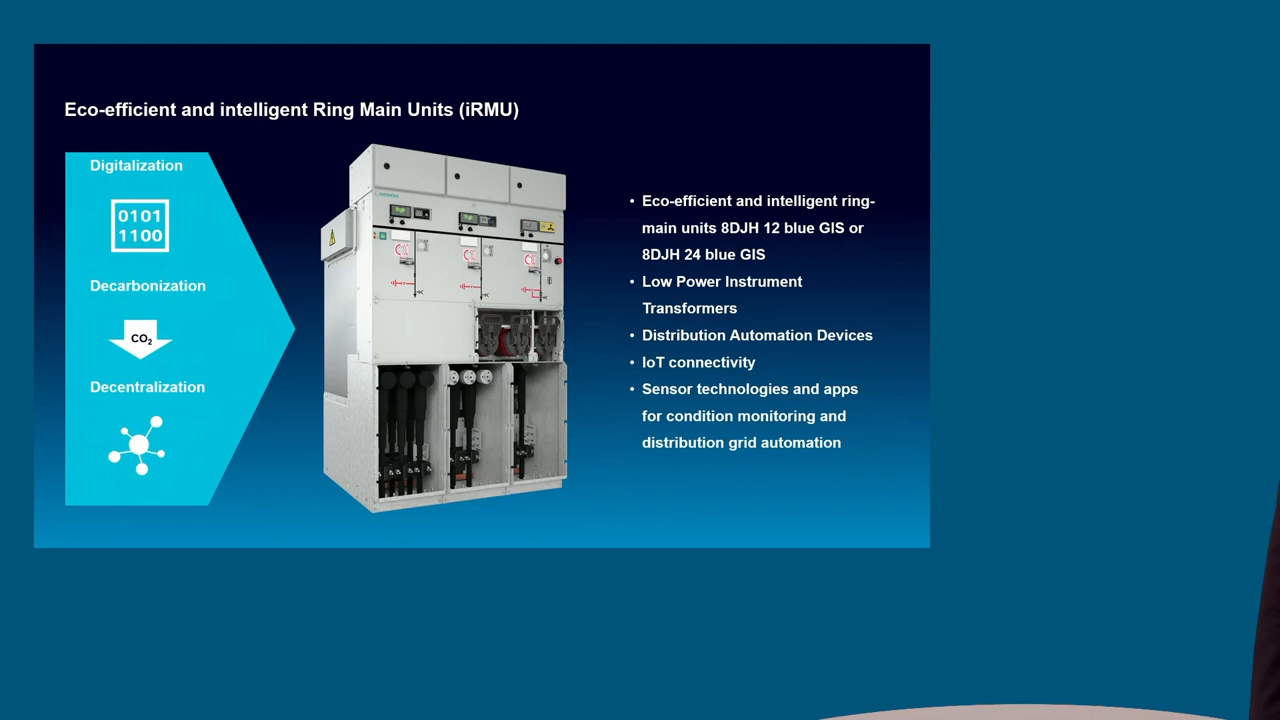 Eco-efficient and intelligent Ring Main Units (iRMU)
Digitalization
0101
1100
Decarbonization
CO₂
Decentralization
• Eco-efficient and intelligent ring-
main units 8DJH 12 blue GIS or
8DJH 24 blue GIS
• Low Power Instrument
Transformers
• Distribution Automation Devices
• IoT connectivity
• Sensor technologies and apps
for condition monitoring and
distribution grid automation
SIEMENS